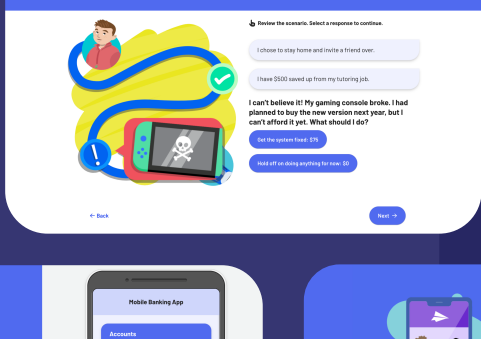 Review the scenario. Select a response to continue.
I chose to stay home and invite a friend over.
I have $500 saved up from my tutoring job.
I can't believe it! My gaming console broke. I had
planned to buy the new version next year, but I
can't afford it yet. What should I do?
Get the system fixed: $75
Hold off on doing anything for now: $0
← Back
Next →
Mobile Banking App
Accounts